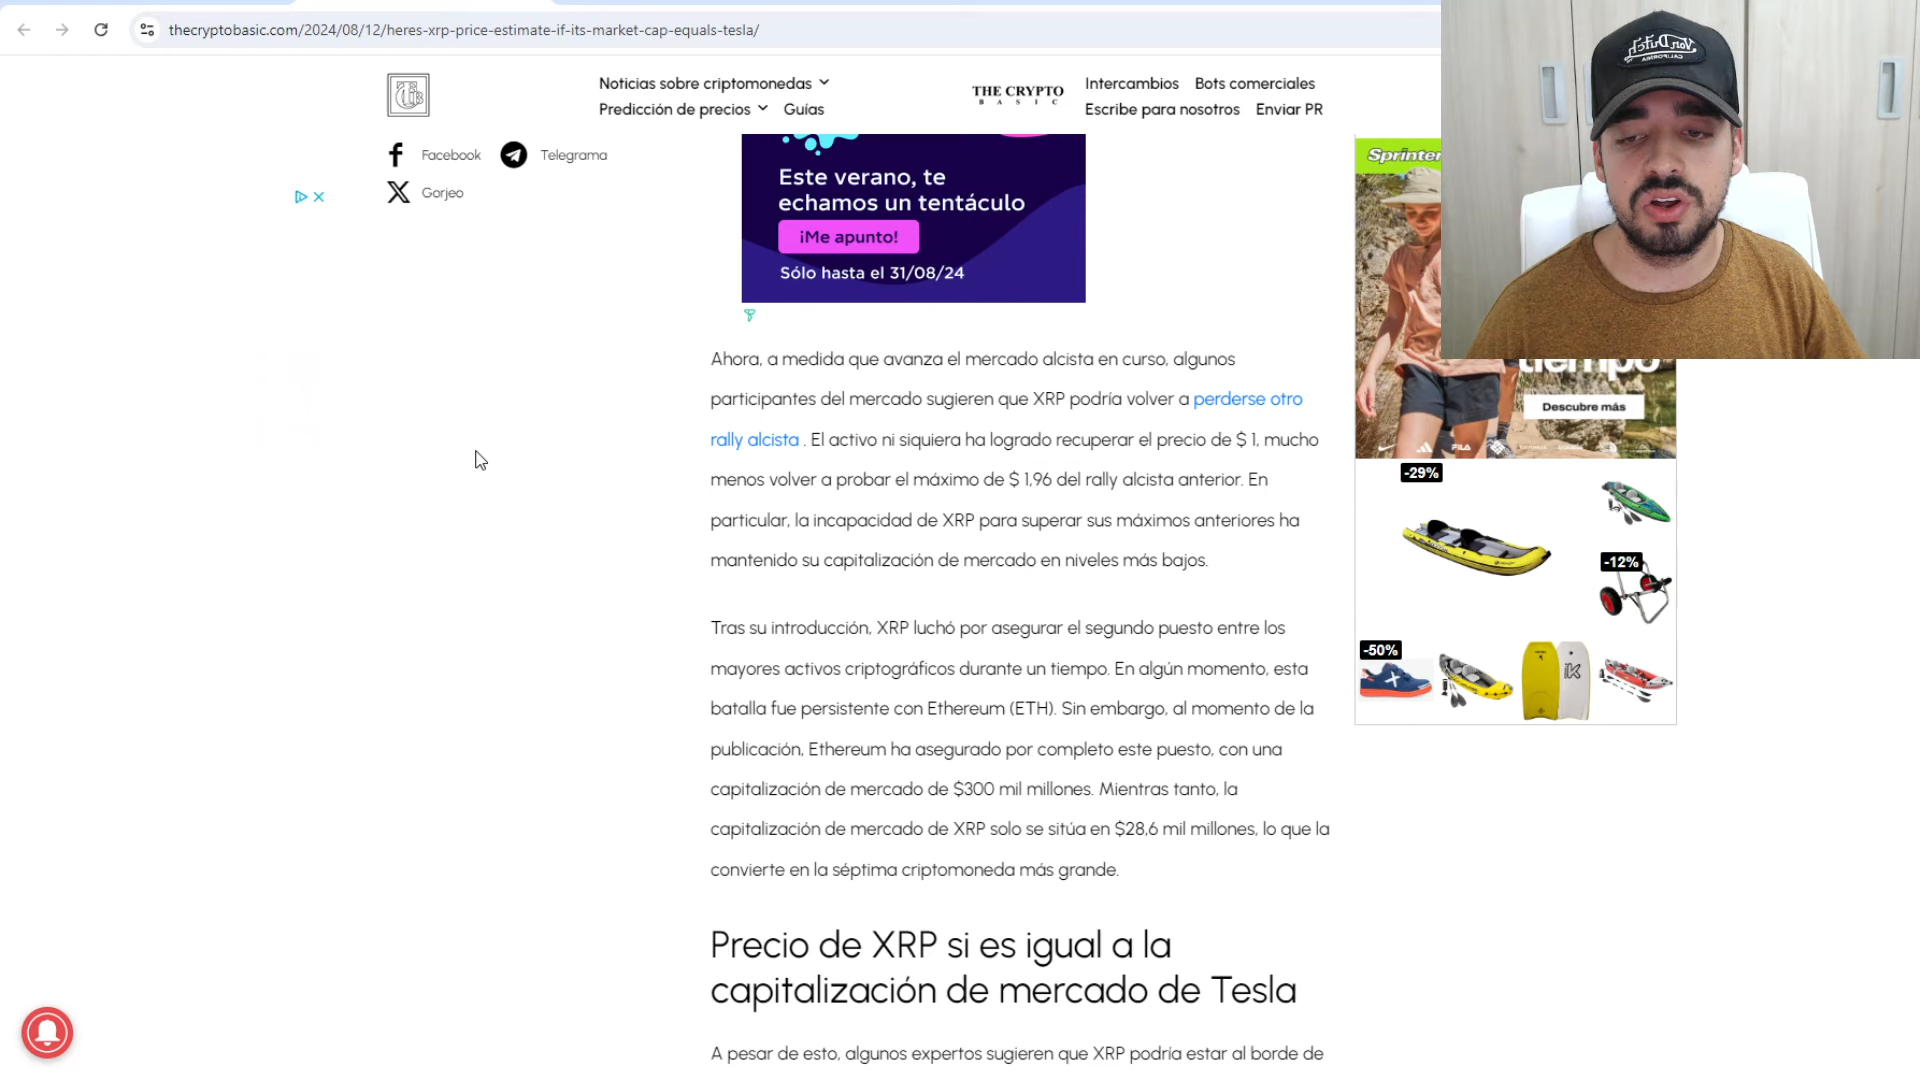 thecryptobasic.com/2024/08/12/heres-xrp-price-estimate-if-its-market-cap-equals-tesla/
Noticias sobre criptomonedas
Predicción de precios Guías
THE CRYPTO
BASIC
Intercambios Bots comerciales
Escribe para nosotros Enviar PR
Von Dutch
CALIFORNIA
Facebook Telegrama
Gorjeo
Este verano, te
echamos un tentáculo
¡Me apunto!
Sólo hasta el 31/08/24
Sprinter
tiempo
Descubre más
FILA
-29%
-12%
-50%
Ahora, a medida que avanza el mercado alcista en curso, algunos
participantes del mercado sugieren que XRP podría volver a perderse otro
rally alcista . El activo ni siquiera ha logrado recuperar el precio de $ 1, mucho
menos volver a probar el máximo de $ 1,96 del rally alcista anterior. En
particular, la incapacidad de XRP para superar sus máximos anteriores ha
mantenido su capitalización de mercado en niveles más bajos.
Tras su introducción, XRP luchó por asegurar el segundo puesto entre los
mayores activos criptográficos durante un tiempo. En algún momento, esta
batalla fue persistente con Ethereum (ETH). Sin embargo, al momento de la
publicación, Ethereum ha asegurado por completo este puesto, con una
capitalización de mercado de $300 mil millones. Mientras tanto, la
capitalización de mercado de XRP solo se sitúa en $28,6 mil millones, lo que la
convierte en la séptima criptomoneda más grande.
Precio de XRP si es igual a la
capitalización de mercado de Tesla
A pesar de esto, algunos expertos sugieren que XRP podría estar al borde de